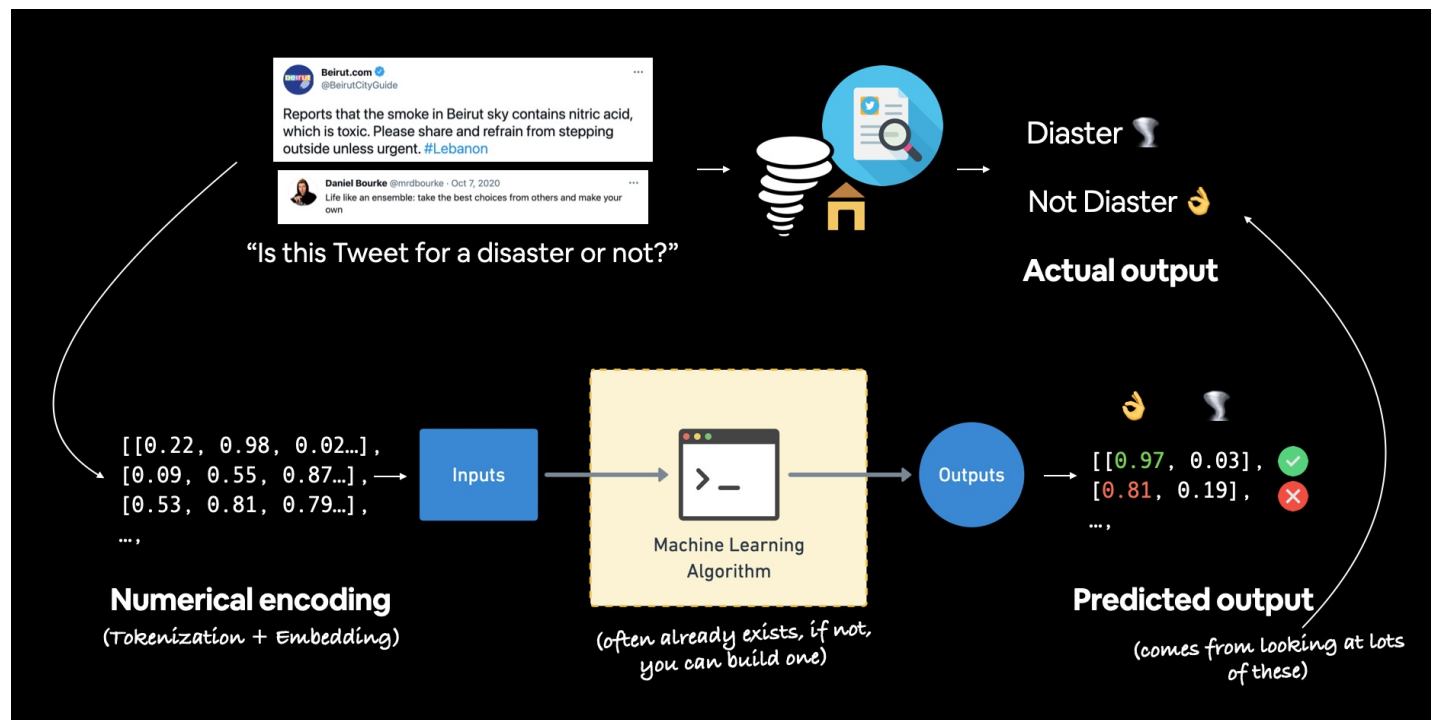 Beirut.com
@BeirutCityGuide
Reports that the smoke in Beirut sky contains nitric acid,
which is toxic. Please share and refrain from stepping
outside unless urgent. #Lebanon
Daniel Bourke @mrdbourke · Oct 7, 2020
Life like an ensemble: take the best choices from others and make your
own
“Is this Tweet for a disaster or not?”
Diaster 🌪️
Not Diaster 👌
Actual output
[[0.22, 0.98, 0.02…],
[0.09, 0.55, 0.87…],
[0.53, 0.81, 0.79…],
…,
Numerical encoding
(Tokenization + Embedding)
Inputs
Machine Learning
Algorithm
(often already exists, if not,
you can build one)
Outputs
👌 🌪️
[[0.97, 0.03],
[0.81, 0.19],
…,
Predicted output
(comes from looking at lots
of these)